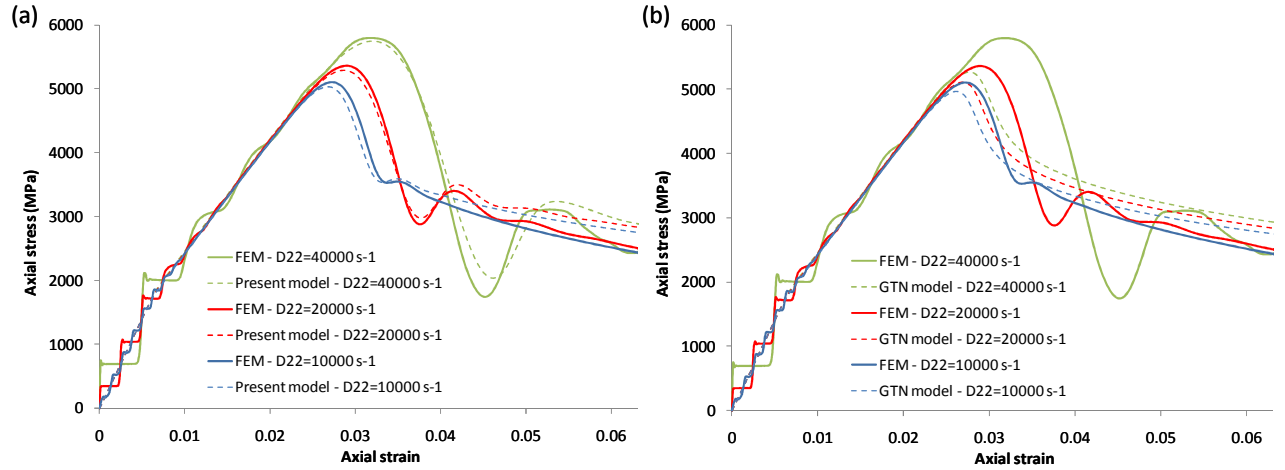 (a)
Axial stress (MPa)
6000
5000
4000
3000
2000
1000
0
FEM - D22=40000 s-1
Present model - D22=40000 s-1
FEM - D22=20000 s-1
Present model - D22=20000 s-1
FEM - D22=10000 s-1
Present model - D22=10000 s-1
0 0.01 0.02 0.03 0.04 0.05 0.06
Axial strain
(b)
Axial stress (MPa)
6000
5000
4000
3000
2000
1000
0
FEM - D22=40000 s-1
GTN model - D22=40000 s-1
FEM - D22=20000 s-1
GTN model - D22=20000 s-1
FEM - D22=10000 s-1
GTN model - D22=10000 s-1
0 0.01 0.02 0.03 0.04 0.05 0.06
Axial strain